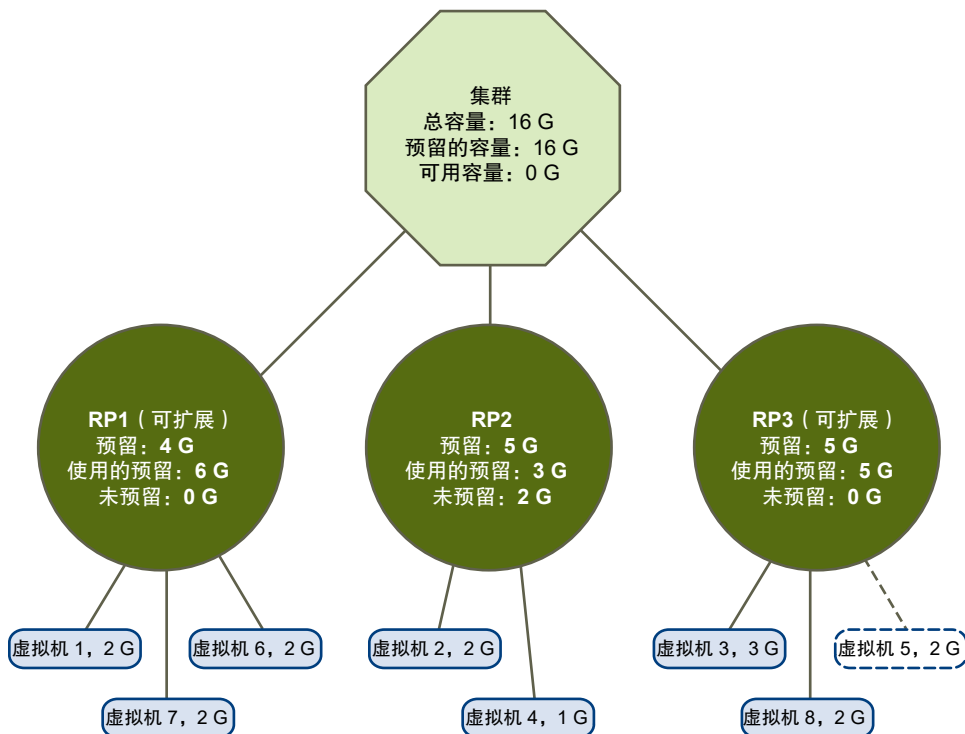 集群
总容量：16 G
预留的容量：16 G
可用容量：0 G
RP1（可扩展）
预留：4 G
使用的预留：6 G
未预留：0 G
RP2
预留：5 G
使用的预留：3 G
未预留：2 G
RP3（可扩展）
预留：5 G
使用的预留：5 G
未预留：0 G
虚拟机 1，2 G
虚拟机 6，2 G
虚拟机 2，2 G
虚拟机 3，3 G
虚拟机 5，2 G
虚拟机 7，2 G
虚拟机 4，1 G
虚拟机 8，2 G